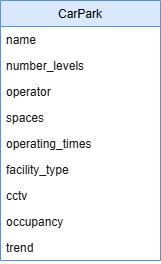 CarPark
name
number_levels
operator
spaces
operating_times
facility_type
cctv
occupancy
trend